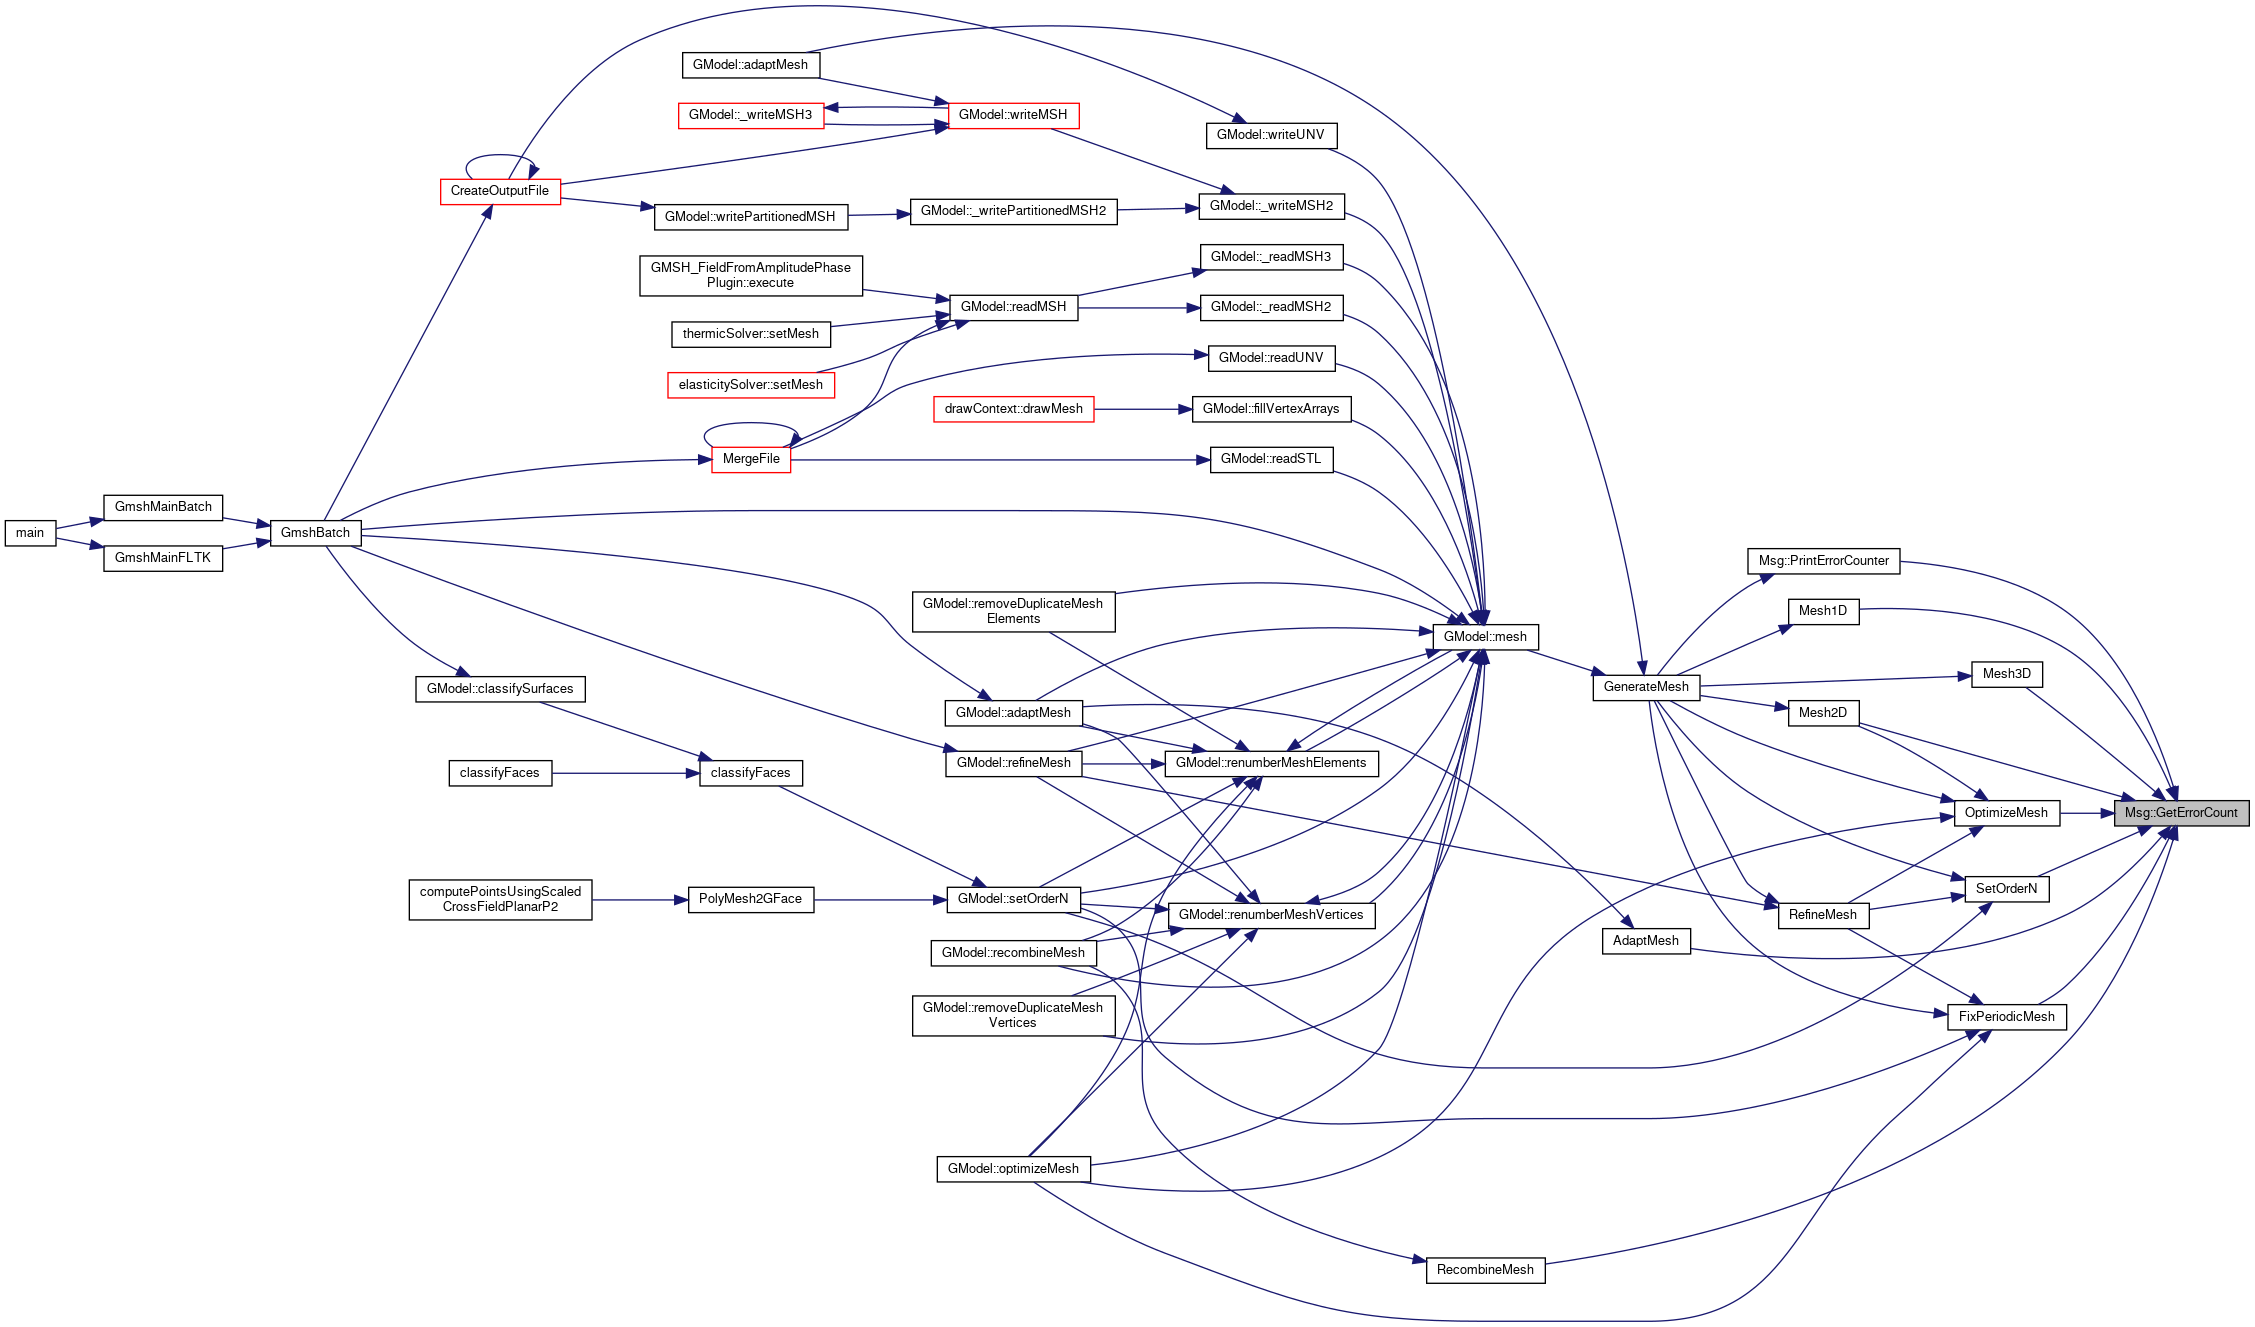 GModel::adaptMesh
GModel::_writeMSH3
GModel::writeMSH
GModel::writeUNV
CreateOutputFile
GModel::writePartitionedMSH
GModel::_writePartitionedMSH2
GModel::_writeMSH2
GMSH_FieldFromAmplitudePhase
Plugin::execute
GModel::_readMSH3
GModel::readMSH
GModel::_readMSH2
thermicSolver::setMesh
GModel::readUNV
elasticitySolver::setMesh
drawContext::drawMesh
GModel::fillVertexArrays
MergeFile
GModel::readSTL
main
GmshMainBatch
GmshMainFLTK
GmshBatch
Msg::PrintErrorCounter
GModel::removeDuplicateMesh
Elements
Mesh1D
GModel::mesh
GModel::classifySurfaces
GenerateMesh
Mesh3D
GModel::adaptMesh
Mesh2D
classifyFaces
classifyFaces
GModel::refineMesh
GModel::renumberMeshElements
OptimizeMesh
Msg::GetErrorCount
computePointsUsingScaled
CrossFieldPlanarP2
PolyMesh2GFace
GModel::setOrderN
GModel::renumberMeshVertices
RefineMesh
SetOrderN
GModel::recombineMesh
AdaptMesh
GModel::removeDuplicateMesh
Vertices
FixPeriodicMesh
GModel::optimizeMesh
RecombineMesh